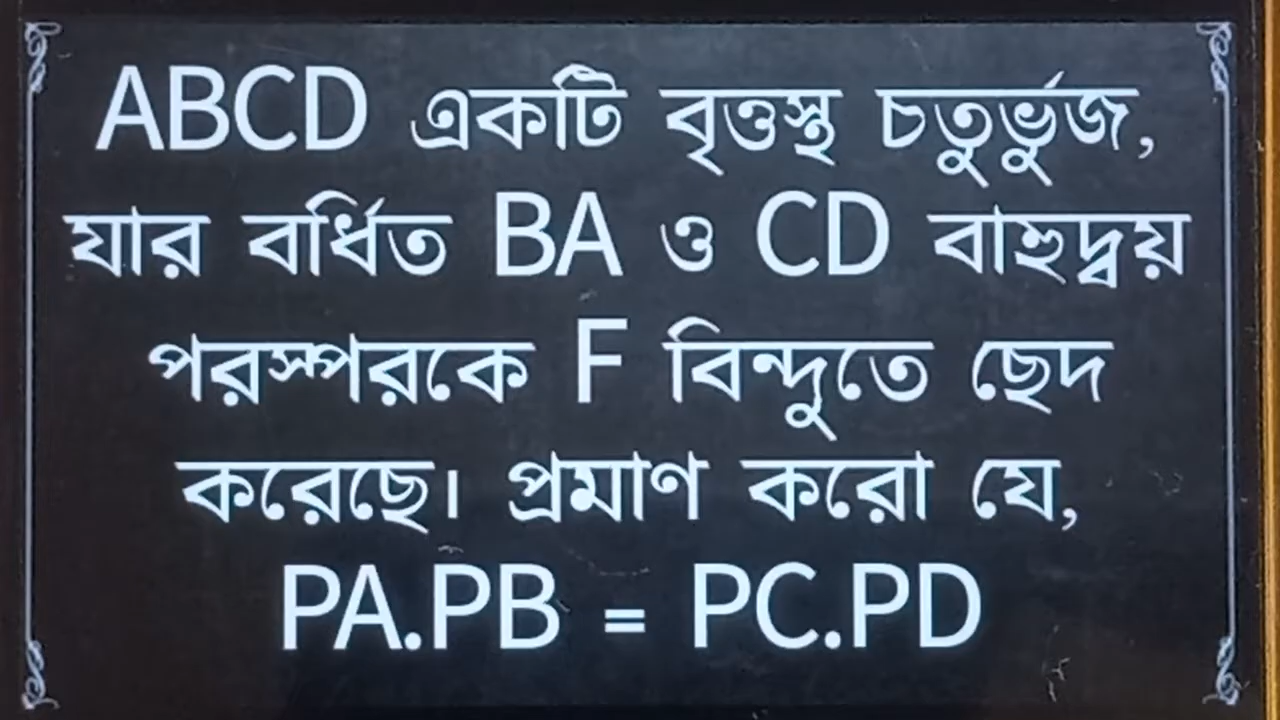 ABCD একটি বৃত্তস্থ চতুর্ভুজ,
যার বর্ধিত BA ও CD বাহুদ্বয়
পরস্পরকে F বিন্দুতে ছেদ
করেছে। প্রমাণ করো যে,
PA.PB = PC.PD